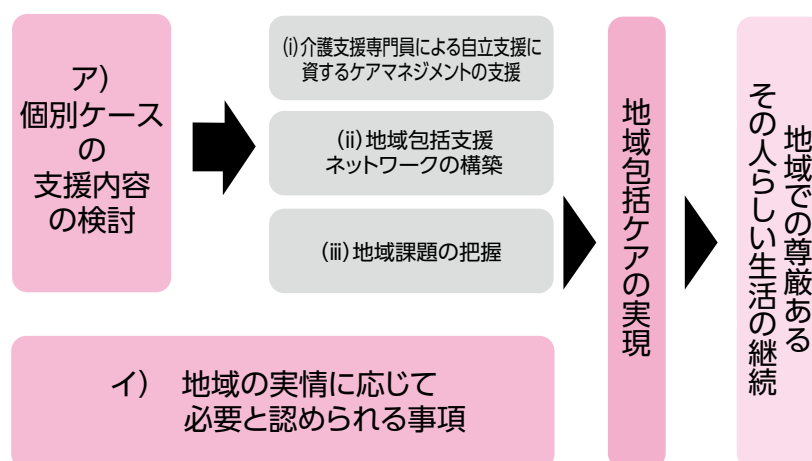 ア)
個別ケース
の
支援内容
の検討
(ⅰ)介護支援専門員による自立支援に
資するケアマネジメントの支援
(ⅱ)地域包括支援
ネットワークの構築
(ⅲ)地域課題の把握
イ) 地域の実情に応じて
必要と認められる事項
地域包括ケアの実現
地域での尊厳ある
その人らしい生活の継続